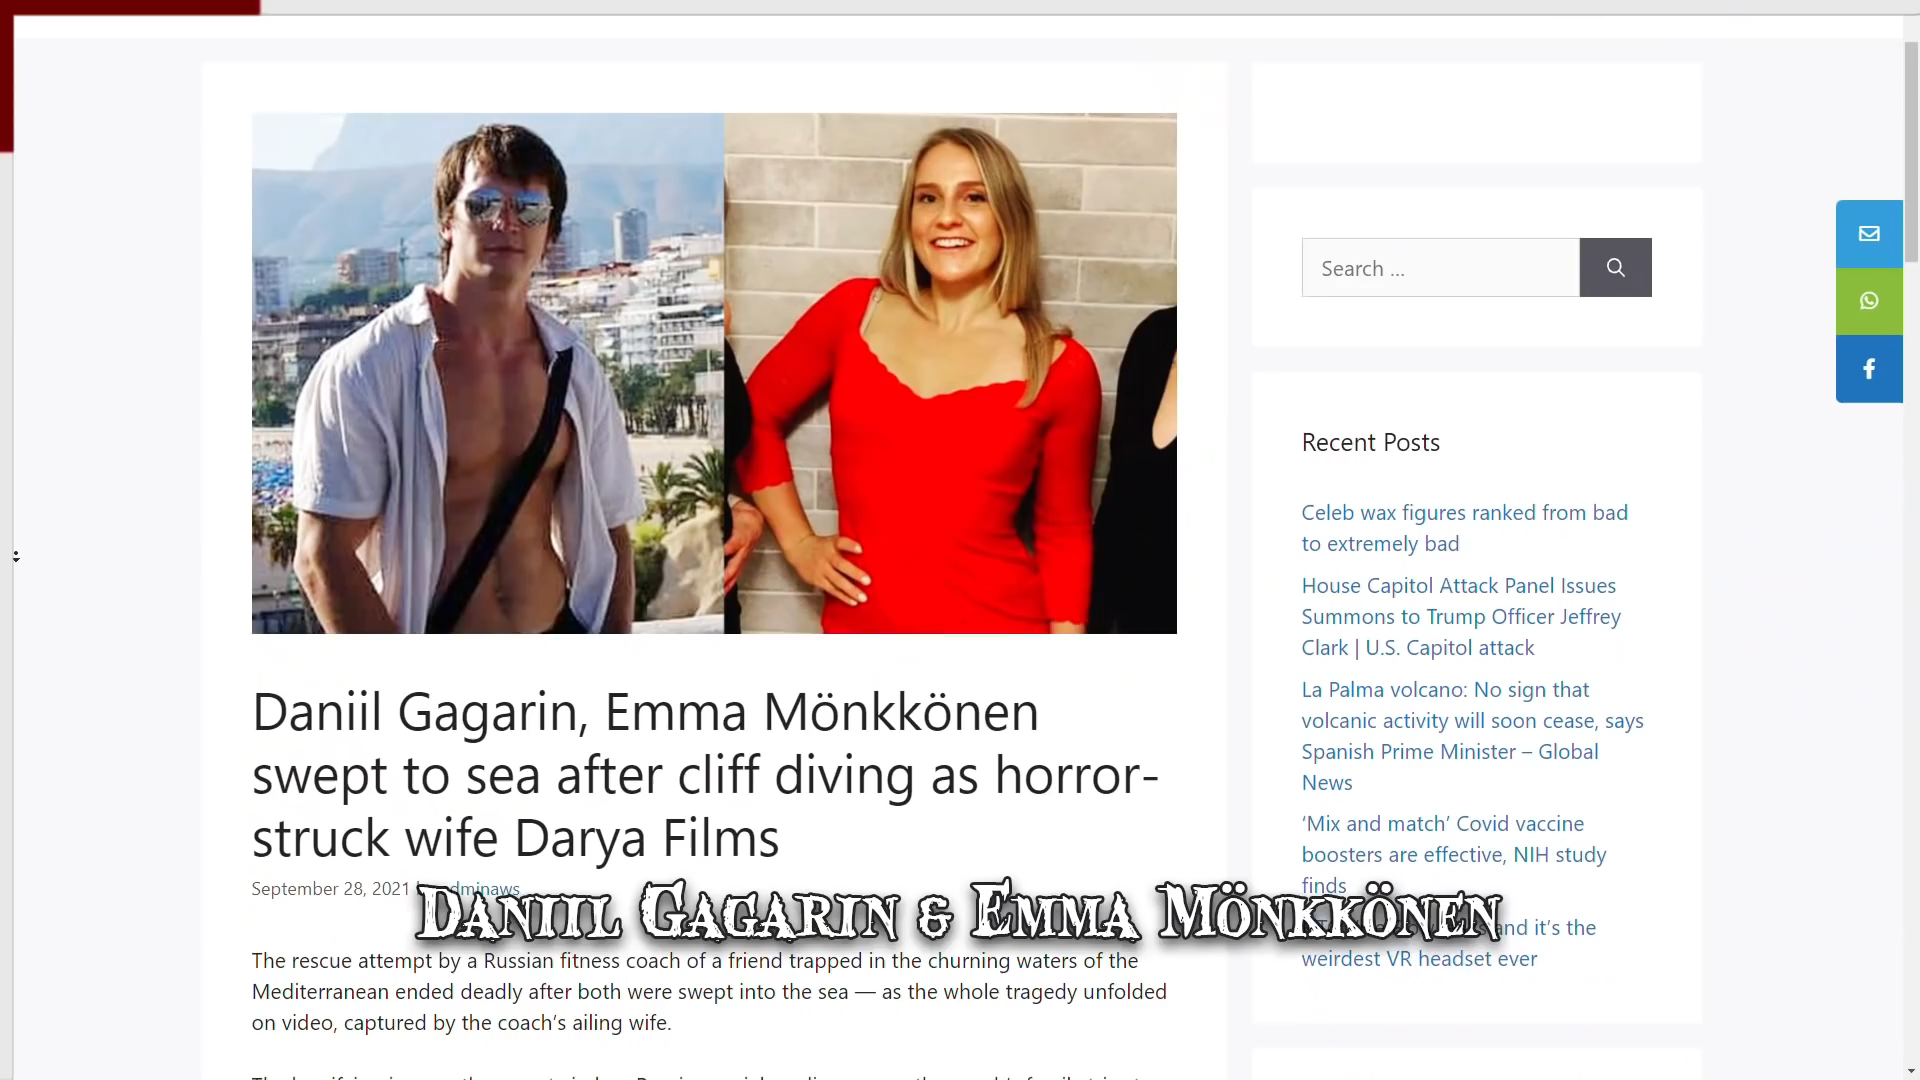 Daniil Gagarin, Emma Mönkkönen
swept to sea after cliff diving as horror-
struck wife Darya Films
September 28, 2021
Daniil Gagarin & Emma Mönkkönen
The rescue attempt by a Russian fitness coach of a friend trapped in the churning waters of the
Mediterranean ended deadly after both were swept into the sea — as the whole tragedy unfolded
on video, captured by the coach's ailing wife.
Search ...
Recent Posts
Celeb wax figures ranked from bad
to extremely bad
House Capitol Attack Panel Issues
Summons to Trump Officer Jeffrey
Clark | U.S. Capitol attack
La Palma volcano: No sign that
volcanic activity will soon cease, says
Spanish Prime Minister – Global
News
‘Mix and match’ Covid vaccine
boosters are effective, NIH study
finds
and it’s the
weirdest VR headset ever